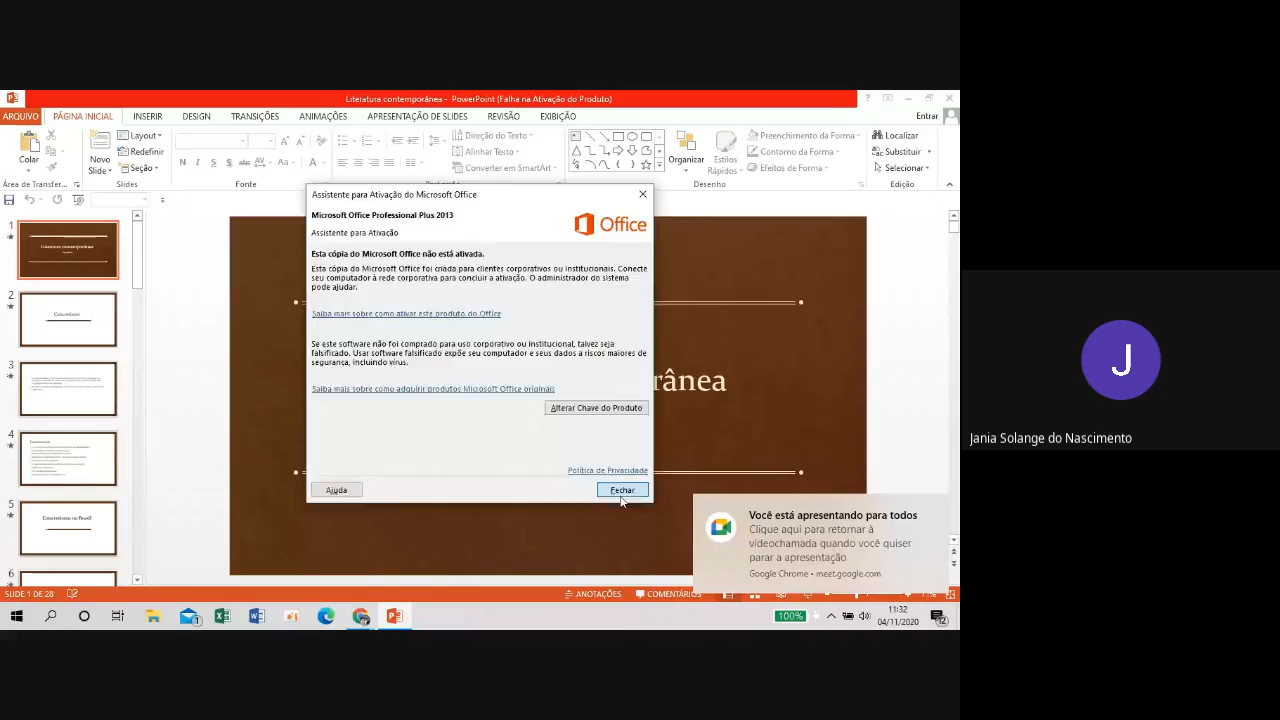 Literatura contemporânea - PowerPoint (Falha na Ativação do Produto)
ARQUIVO PÁGINA INICIAL INSERIR DESIGN TRANSIÇÕES ANIMAÇÕES APRESENTAÇÃO DE SLIDES REVISÃO EXIBIÇÃO Entrar
Layout
Redefinir
Seção
Colar
Novo
Slide
Direção do Texto
Alinhar Texto
Converter em SmartArt
Organizar
Estilos
Rápidos
Preenchimento da Forma
Contorno da Forma
Efeitos de Forma
Localizar
Substituir
Selecionar
Área de Transfer... Slides Fonte Desenho Edição
Assistente para Ativação do Microsoft Office
Microsoft Office Professional Plus 2013
Assistente para Ativação
Office
Esta cópia do Microsoft Office não está ativada.
Esta cópia do Microsoft Office foi criada para clientes corporativos ou institucionais. Conecte
seu computador à rede corporativa para concluir a ativação. O administrador do sistema
pode ajudar.
Saiba mais sobre como ativar este produto do Office
Se este software não foi comprado para uso corporativo ou institucional, talvez seja
falsificado. Usar software falsificado expõe seu computador e seus dados a riscos maiores de
segurança, incluindo vírus.
Saiba mais sobre como adquirir produtos Microsoft Office originais
Alterar Chave do Produto
Política de Privacidade
Ajuda Fechar
rânea
1
Literatura contemporânea
2
3
4
5
6
Você está apresentando para todos
Clique aqui para retornar à
videochamada quando você quiser
parar a apresentação
Google Chrome • meet.google.com
SLIDE 1 DE 28 ANOTAÇÕES COMENTÁRIOS
100%
11:32
04/11/2020
J
Jania Solange do Nascimento